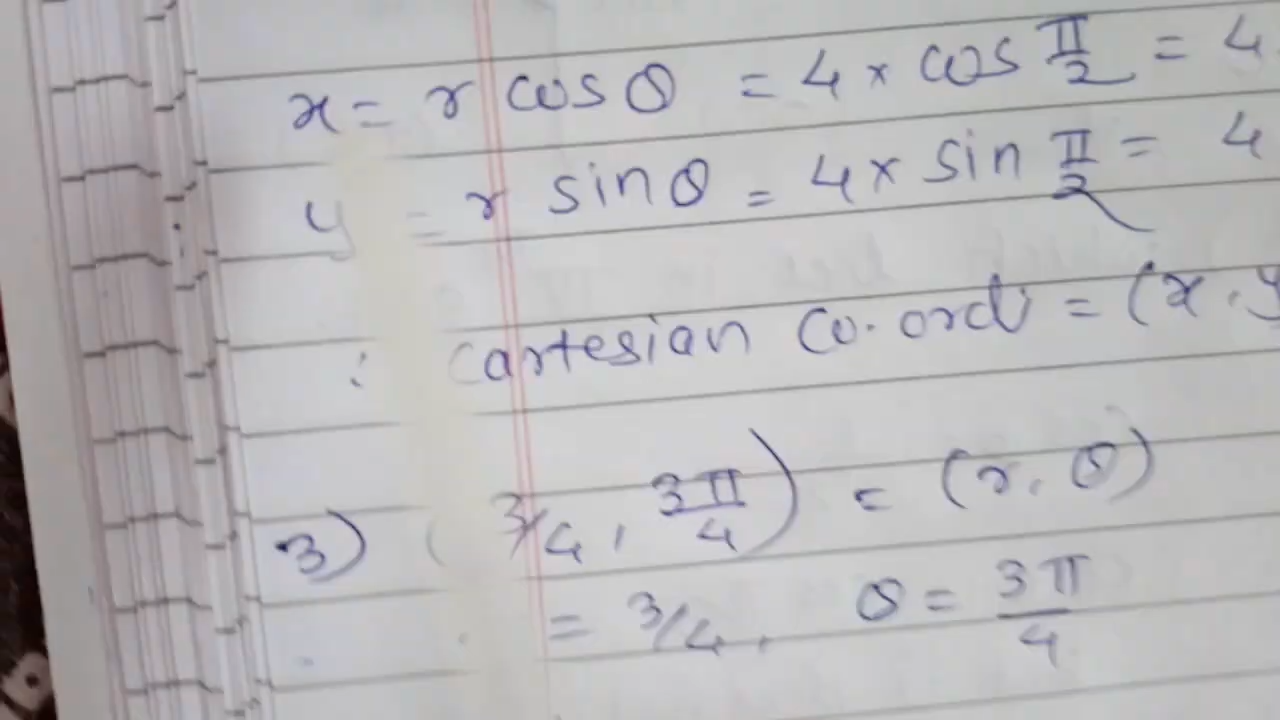 x = r cos θ = 4 × cos π/2 = 4
y = r sin θ = 4 × sin π/2 = 4
: Cartesian Co. ord = (x, y
3) ( 3/4, 3π/4 ) = (r, θ)
= 3/4, θ = 3π/4